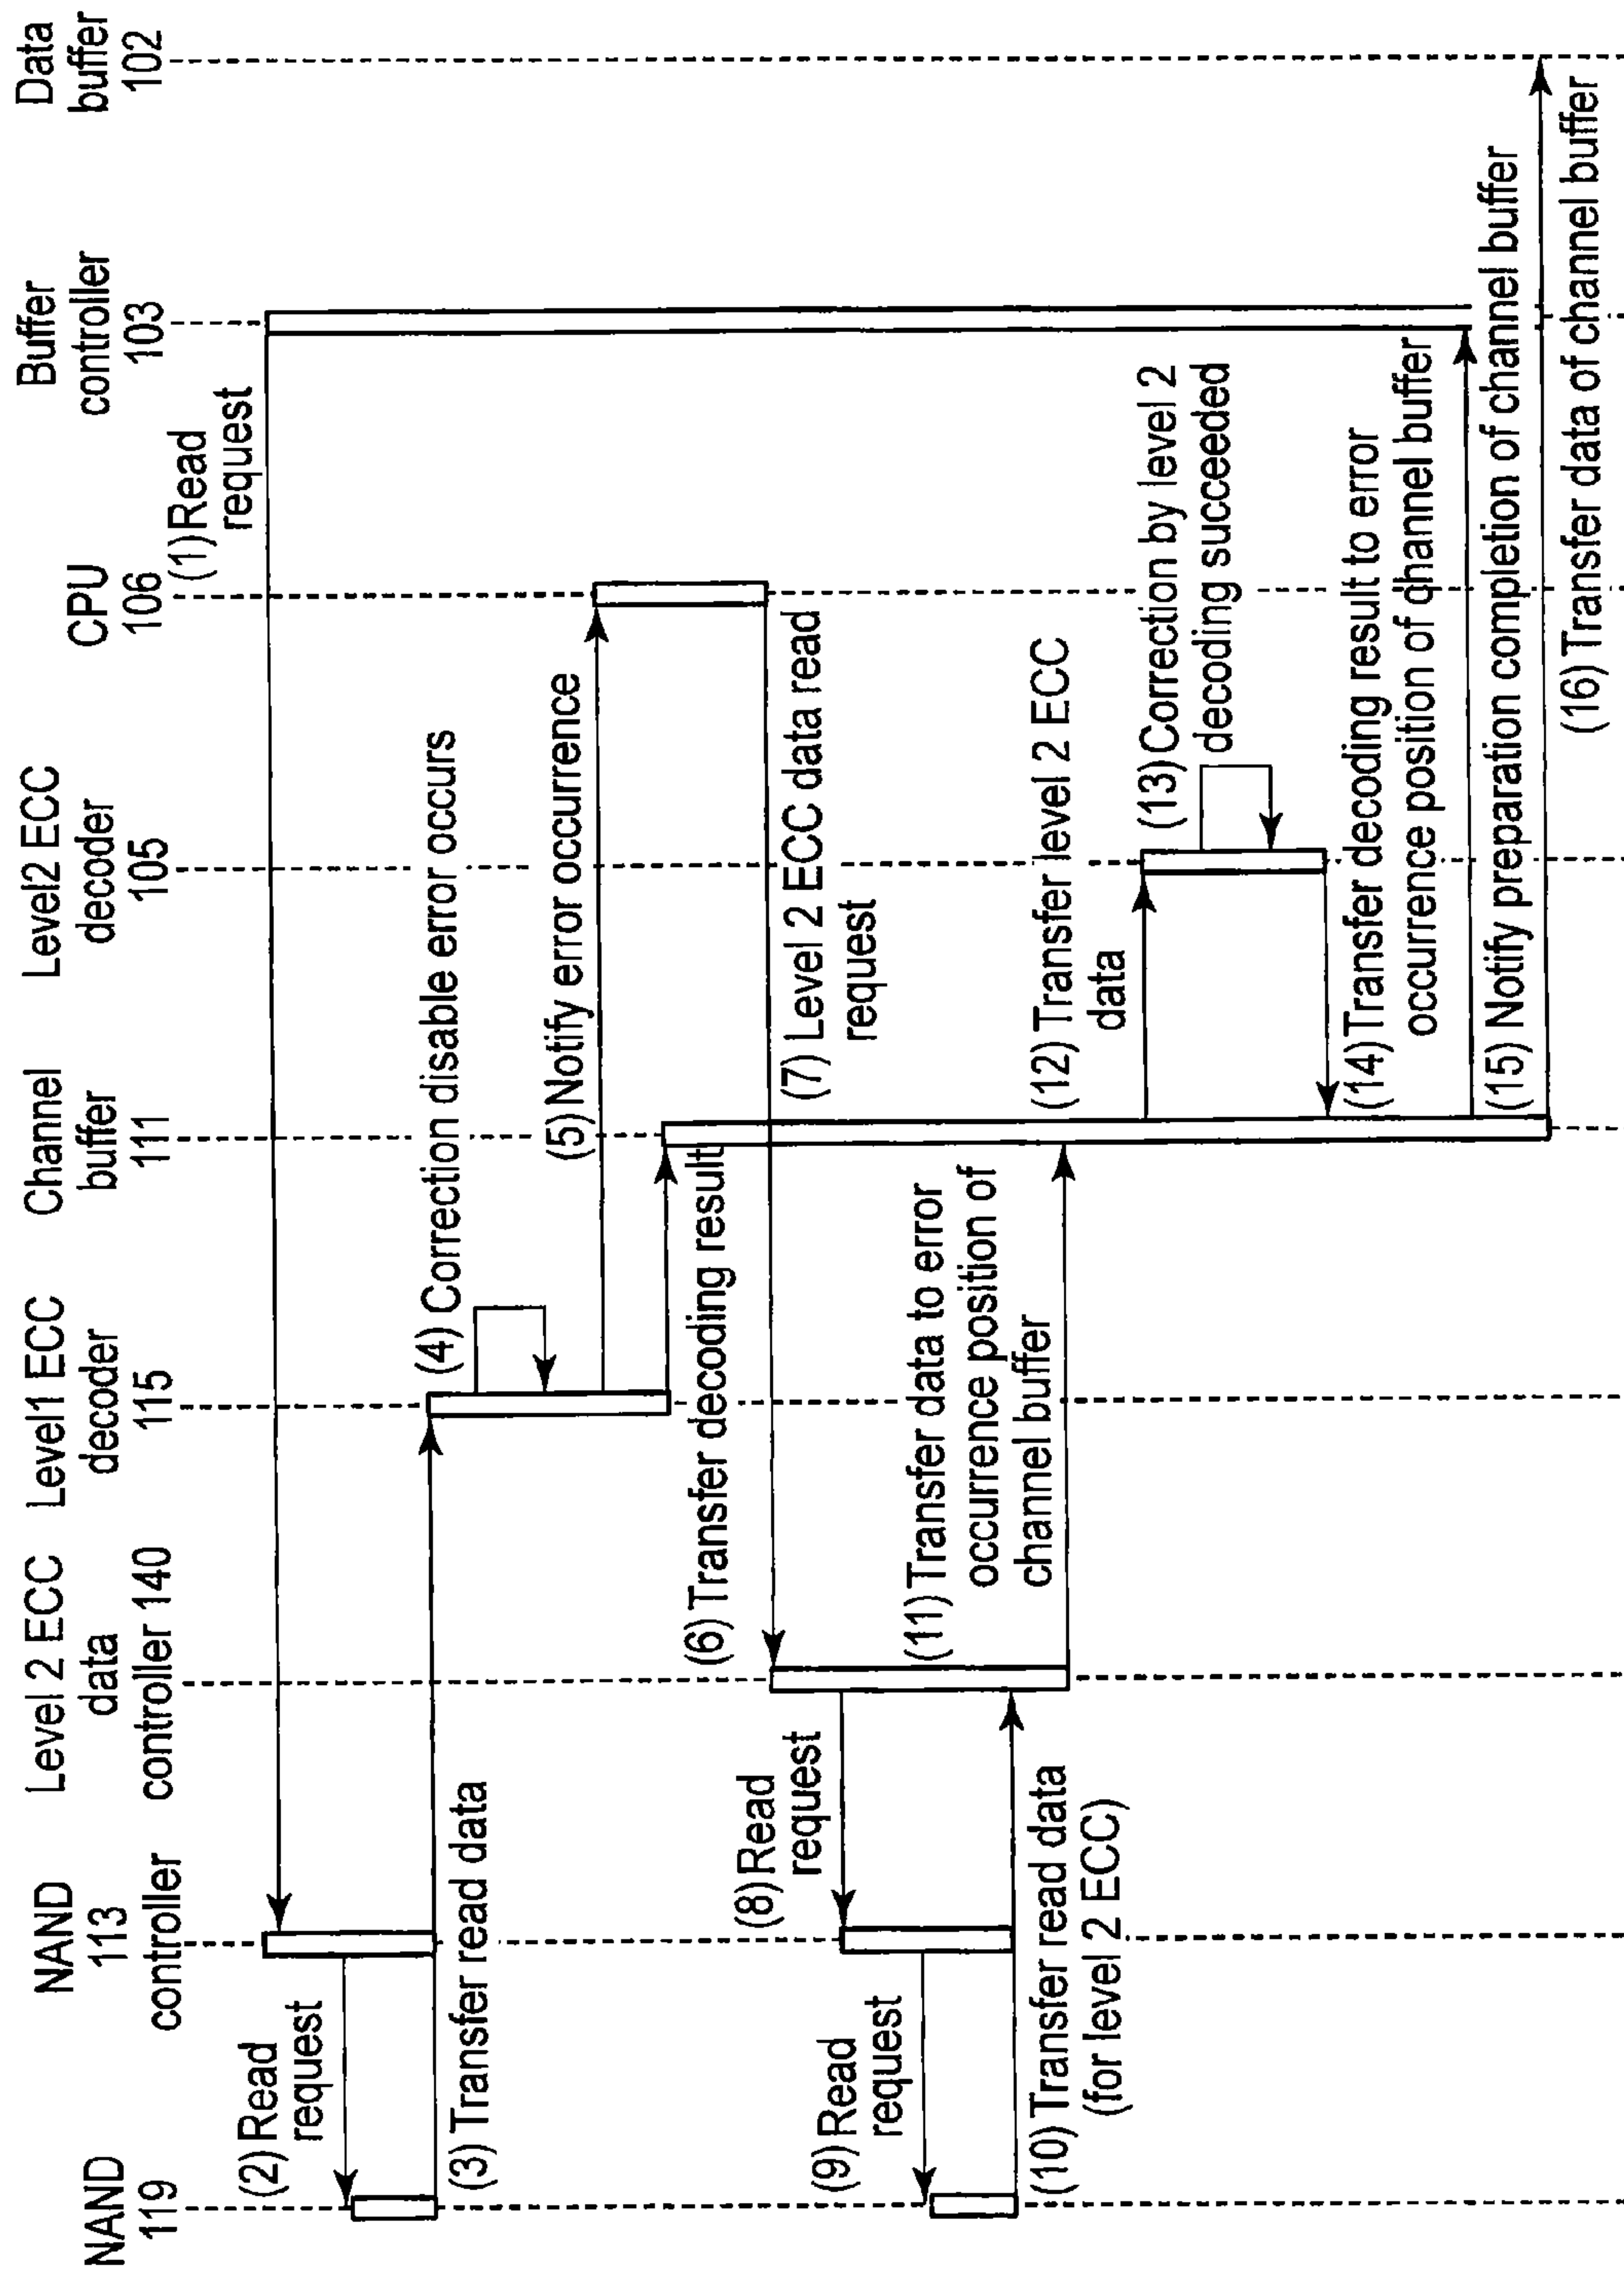 NAND
119
NAND
113
controller
Level 2 ECC
data
controller 140
Level1 ECC
decoder
115
Channel
buffer
111
Level2 ECC
decoder
105
CPU
106
Buffer
controller
103
Data
buffer
102
(1) Read
request
(2) Read
request
(3) Transfer read data
(4) Correction disable error occurs
(5) Notify error occurrence
(6) Transfer decoding result
(7) Level 2 ECC data read
request
(8) Read
request
(9) Read
request
(10) Transfer read data
(for level 2 ECC)
(11) Transfer data to error
occurrence position of
channel buffer
(12) Transfer level 2 ECC
data
(13) Correction by level 2
decoding succeeded
(14) Transfer decoding result to error
occurrence position of channel buffer
(15) Notify preparation completion of channel buffer
(16) Transfer data of channel buffer